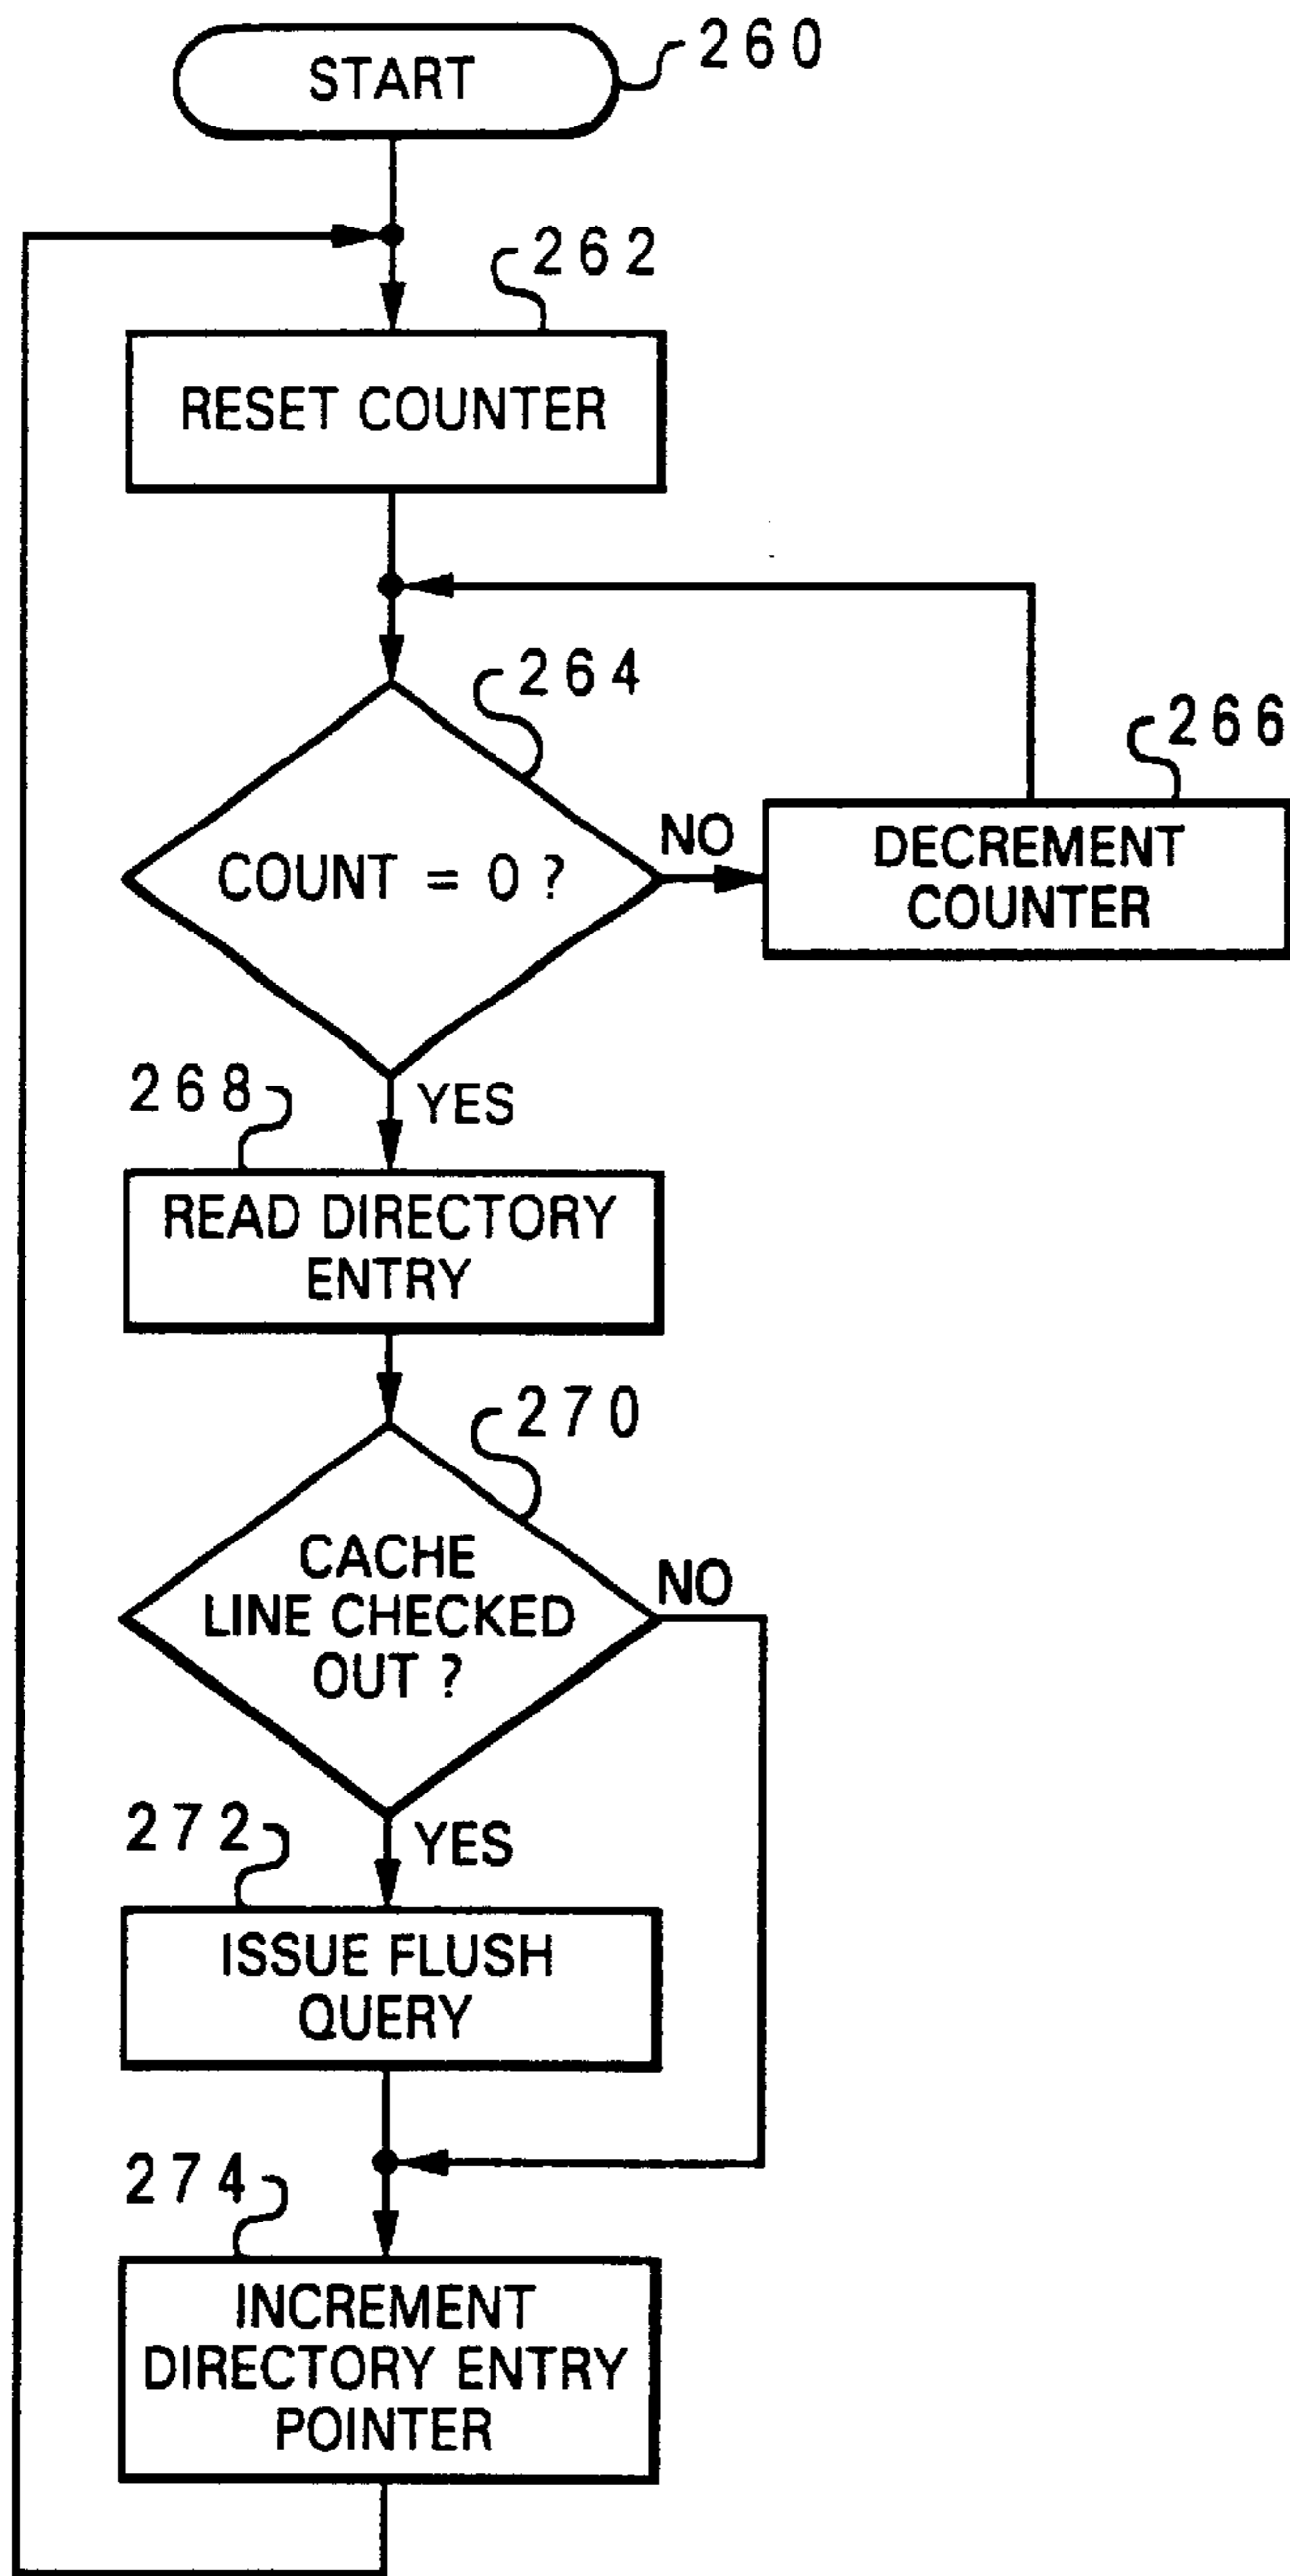 START
260
262
RESET COUNTER
264
266
COUNT = 0 ?
NO
DECREMENT
COUNTER
268
YES
READ DIRECTORY
ENTRY
270
CACHE
LINE CHECKED
OUT ?
NO
272
YES
ISSUE FLUSH
QUERY
274
INCREMENT
DIRECTORY ENTRY
POINTER